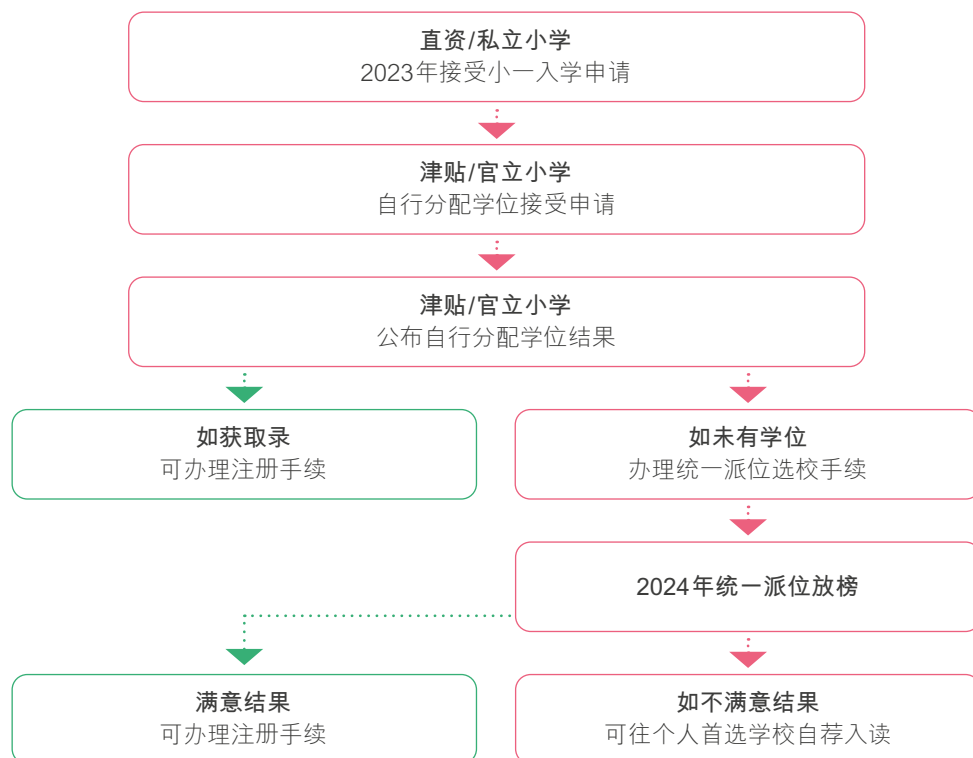 直资/私立小学
2023年接受小一入学申请
津贴/官立小学
自行分配学位接受申请
津贴/官立小学
公布自行分配学位结果
如获取录
可办理注册手续
如未有学位
办理统一派位选校手续
2024年统一派位放榜
满意结果
可办理注册手续
如不满意结果
可往个人首选学校自荐入读